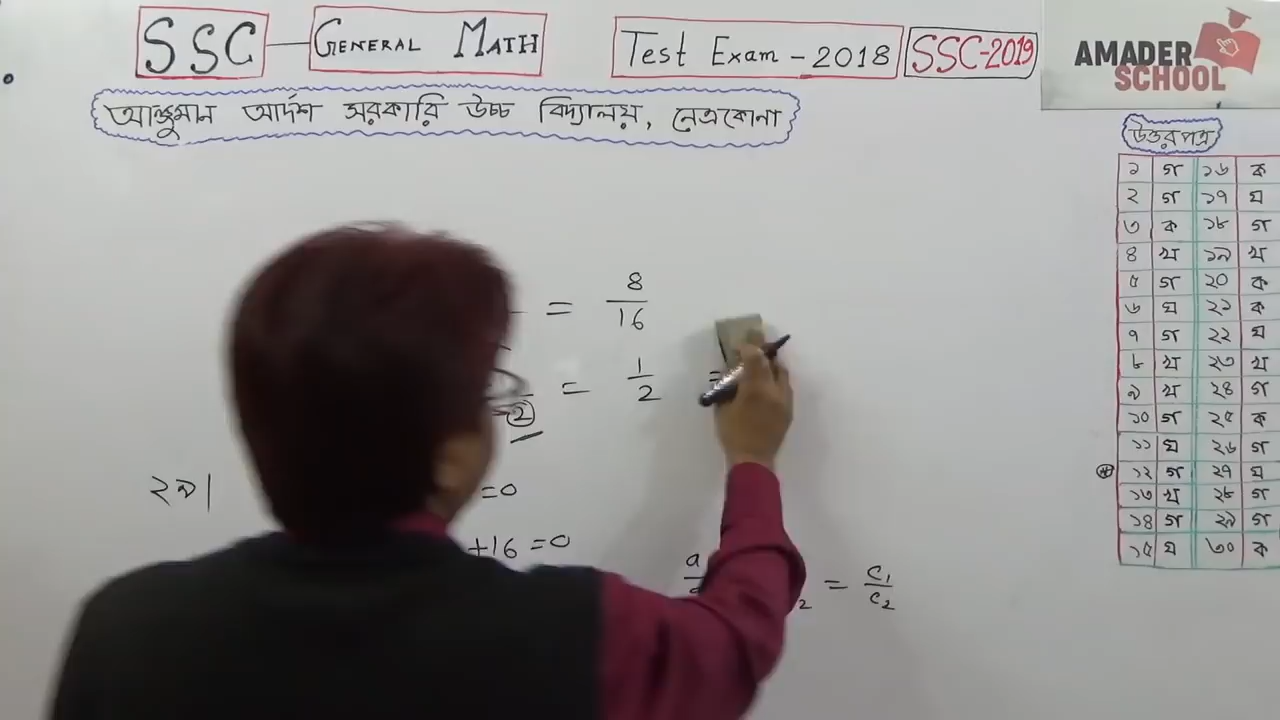 SSC — GENERAL MATH
Test Exam - 2018
SSC-2019
AMADER
SCHOOL
আঞ্জুমান আদর্শ সরকারি উচ্চ বিদ্যালয়, নেত্রকোনা
উত্তরপত্র
১ গ ১৬ ক
২ গ ১৭ ঘ
৩ ক ১৮ গ
৪ খ ১৯ খ
৫ গ ২০ ক
৬ ঘ ২১ ক
৭ গ ২২ ঘ
৮ খ ২৩ খ
৯ খ ২৪ গ
১০ গ ২৫ ক
১১ ঘ ২৬ গ
১২ গ ২৭ ঘ
১৩ খ ২৮ গ
১৪ গ ২৯ গ
১৫ ঘ ৩০ ক
= 8/16
2 = 1/2 =
২৯| =0
+16 =0
= c₁/c₂